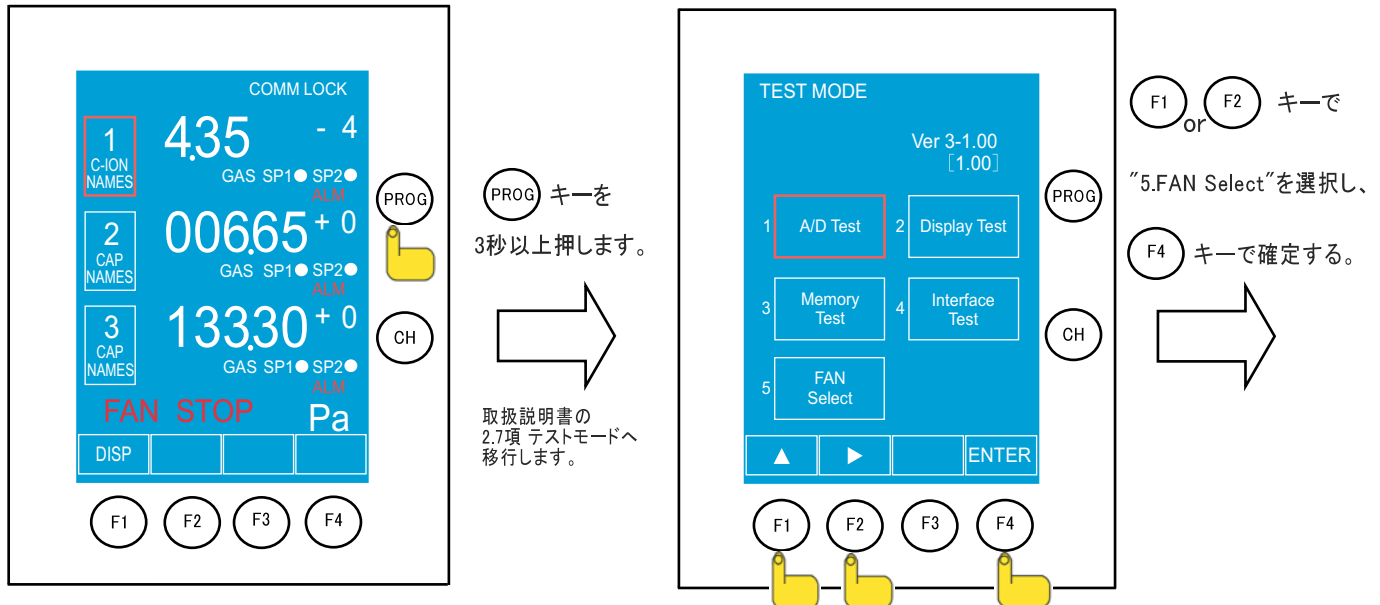 COMM LOCK
1
C-ION
NAMES
4.35 - 4
GAS SP1● SP2●
ALM
2
CAP
NAMES
006.65 + 0
GAS SP1● SP2●
ALM
3
CAP
NAMES
133.30 + 0
GAS SP1● SP2●
ALM
FAN STOP Pa
DISP
F1 F2 F3 F4
PROG
CH
PROG キーを
3秒以上押します。
取扱説明書の
2.7項 テストモードへ
移行します。
TEST MODE
Ver 3-1.00
[1.00]
1 A/D Test 2 Display Test
3 Memory Test 4 Interface Test
5 FAN Select
▲ ▶ ENTER
F1 F2 F3 F4
PROG
CH
F1 or F2 キーで
"5.FAN Select"を選択し、
F4 キーで確定する。